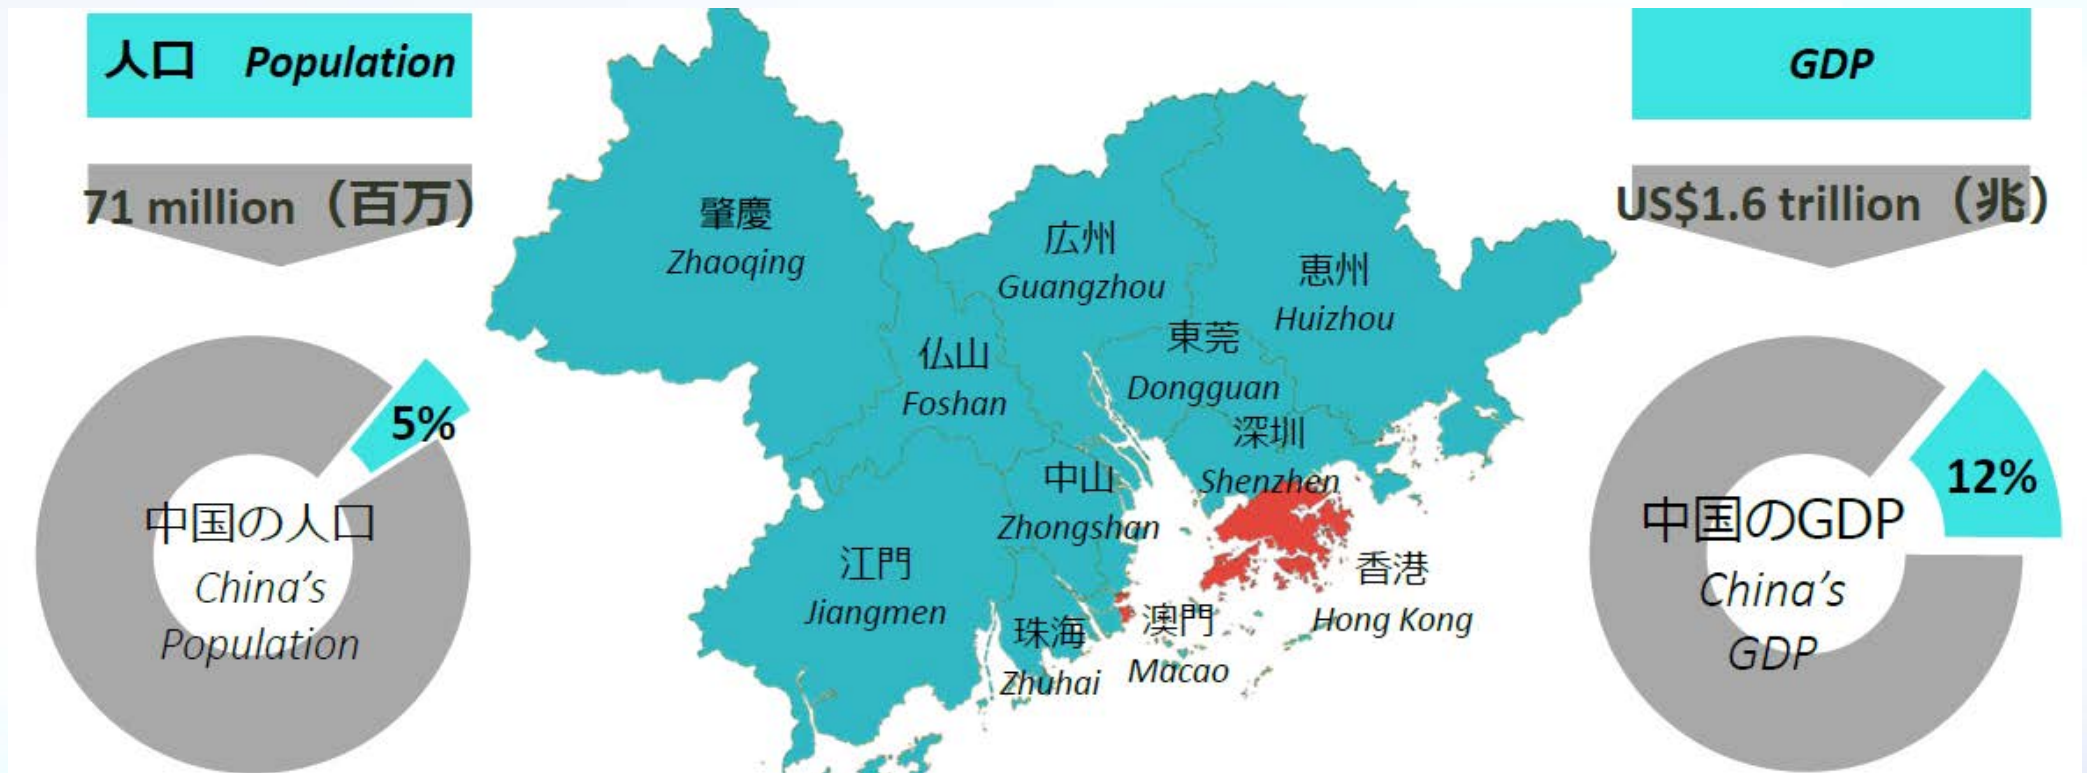 人口 Population
71 million（百万）
5%
中国の人口
China's
Population
肇慶
Zhaoqing
広州
Guangzhou
恵州
Huizhou
仏山
Foshan
東莞
Dongguan
深圳
Shenzhen
中山
Zhongshan
江門
Jiangmen
珠海
Zhuhai
澳門
Macao
香港
Hong Kong
GDP
US$1.6 trillion（兆）
12%
中国のGDP
China's
GDP